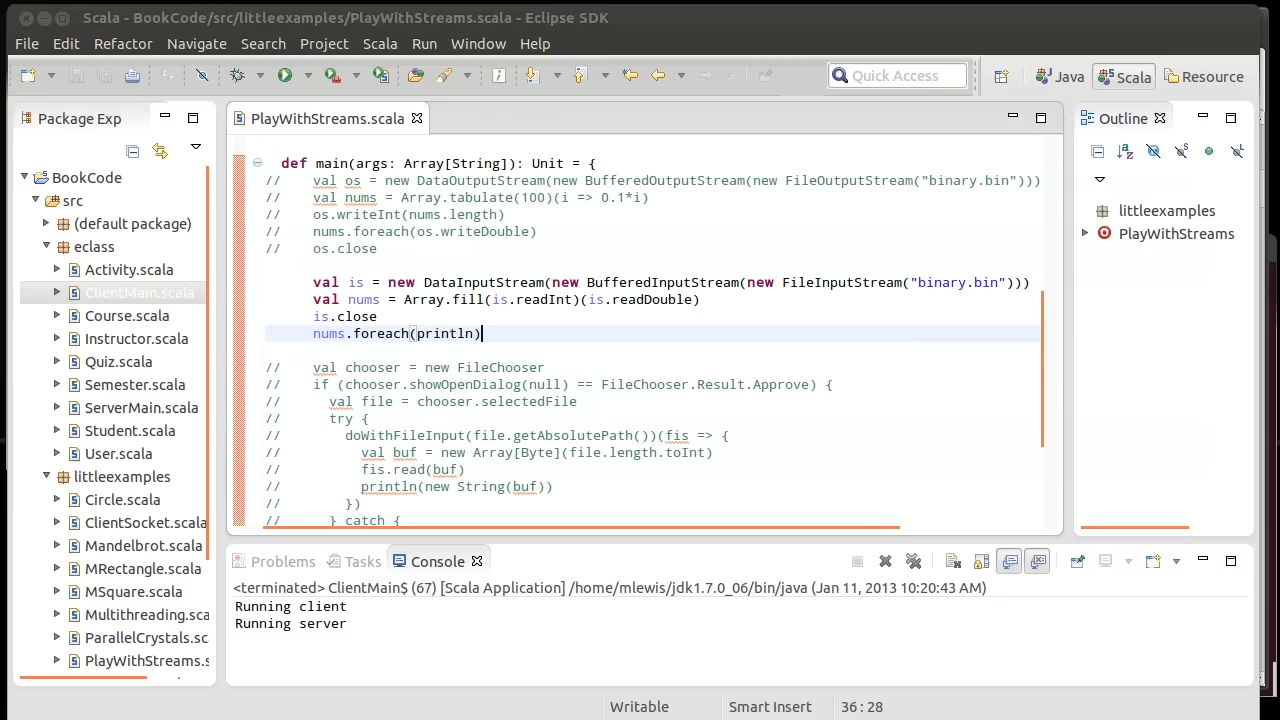 Scala - BookCode/src/littleexamples/PlayWithStreams.scala - Eclipse SDK
File Edit Refactor Navigate Search Project Scala Run Window Help
Quick Access Java Scala Resource
Package Exp
BookCode
src
(default package)
eclass
Activity.scala
ClientMain.scala
Course.scala
Instructor.scala
Quiz.scala
Semester.scala
ServerMain.scala
Student.scala
User.scala
littleexamples
Circle.scala
ClientSocket.scala
Mandelbrot.scala
MRectangle.scala
MSquare.scala
Multithreading.scala
ParallelCrystals.sc
PlayWithStreams.s
PlayWithStreams.scala
def main(args: Array[String]): Unit = {
// val os = new DataOutputStream(new BufferedOutputStream(new FileOutputStream("binary.bin")))
// val nums = Array.tabulate(100)(i => 0.1*i)
// os.writeInt(nums.length)
// nums.foreach(os.writeDouble)
// os.close
val is = new DataInputStream(new BufferedInputStream(new FileInputStream("binary.bin")))
val nums = Array.fill(is.readInt)(is.readDouble)
is.close
nums.foreach(println)
// val chooser = new FileChooser
// if (chooser.showOpenDialog(null) == FileChooser.Result.Approve) {
// val file = chooser.selectedFile
// try {
// doWithFileInput(file.getAbsolutePath())(fis => {
// val buf = new Array[Byte](file.length.toInt)
// fis.read(buf)
// println(new String(buf))
// })
// } catch {
Outline
littleexamples
PlayWithStreams
Problems Tasks Console
<terminated> ClientMain$ (67) [Scala Application] /home/mlewis/jdk1.7.0_06/bin/java (Jan 11, 2013 10:20:43 AM)
Running client
Running server
Writable Smart Insert 36 : 28